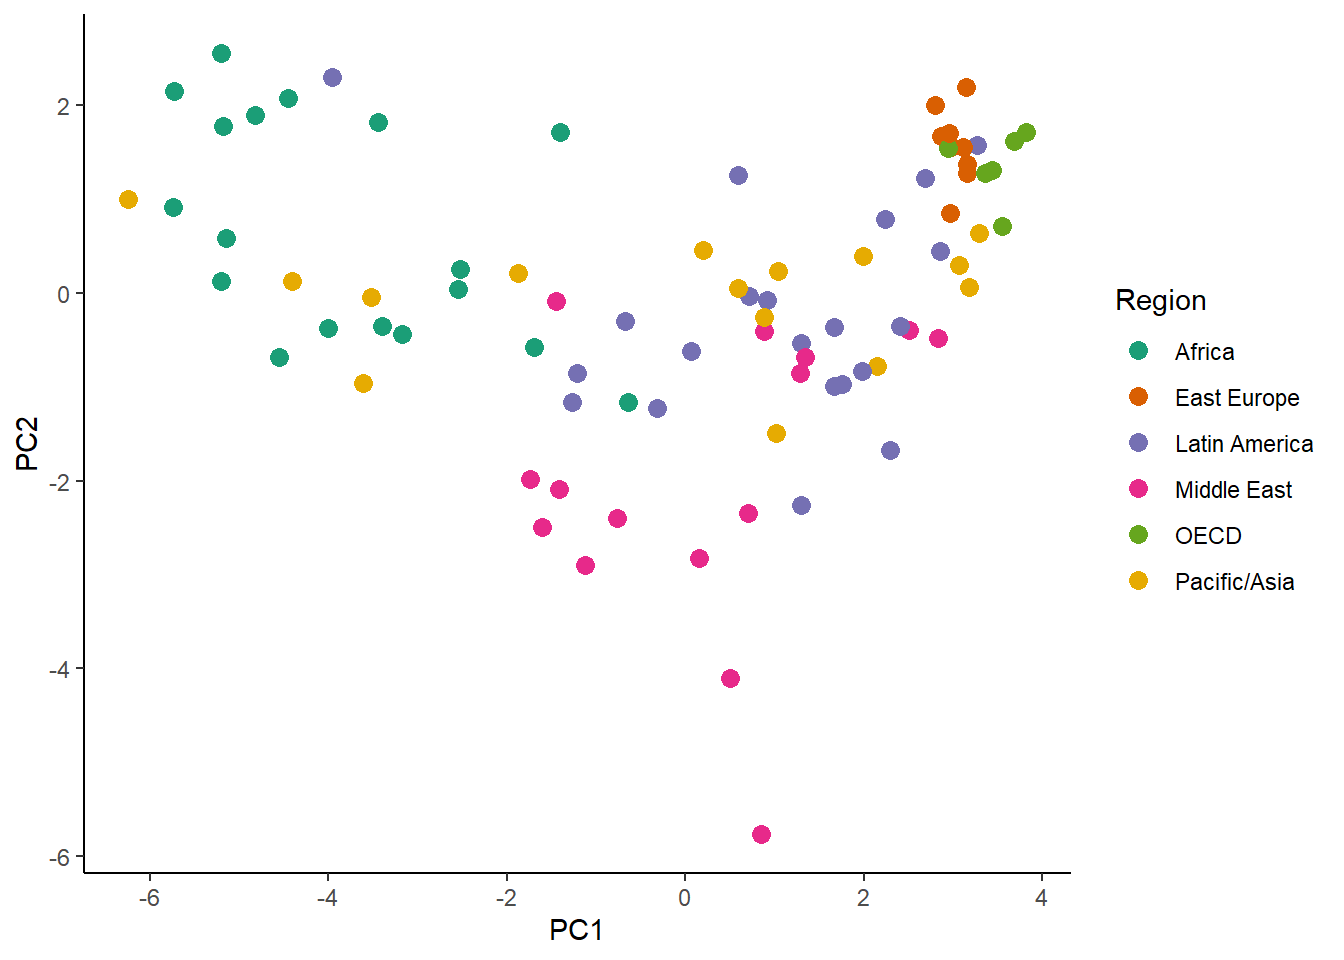 2
0
-2
-4
-6
PC2
-6
-4
-2
0
2
4
PC1
Region
Africa
East Europe
Latin America
Middle East
OECD
Pacific/Asia